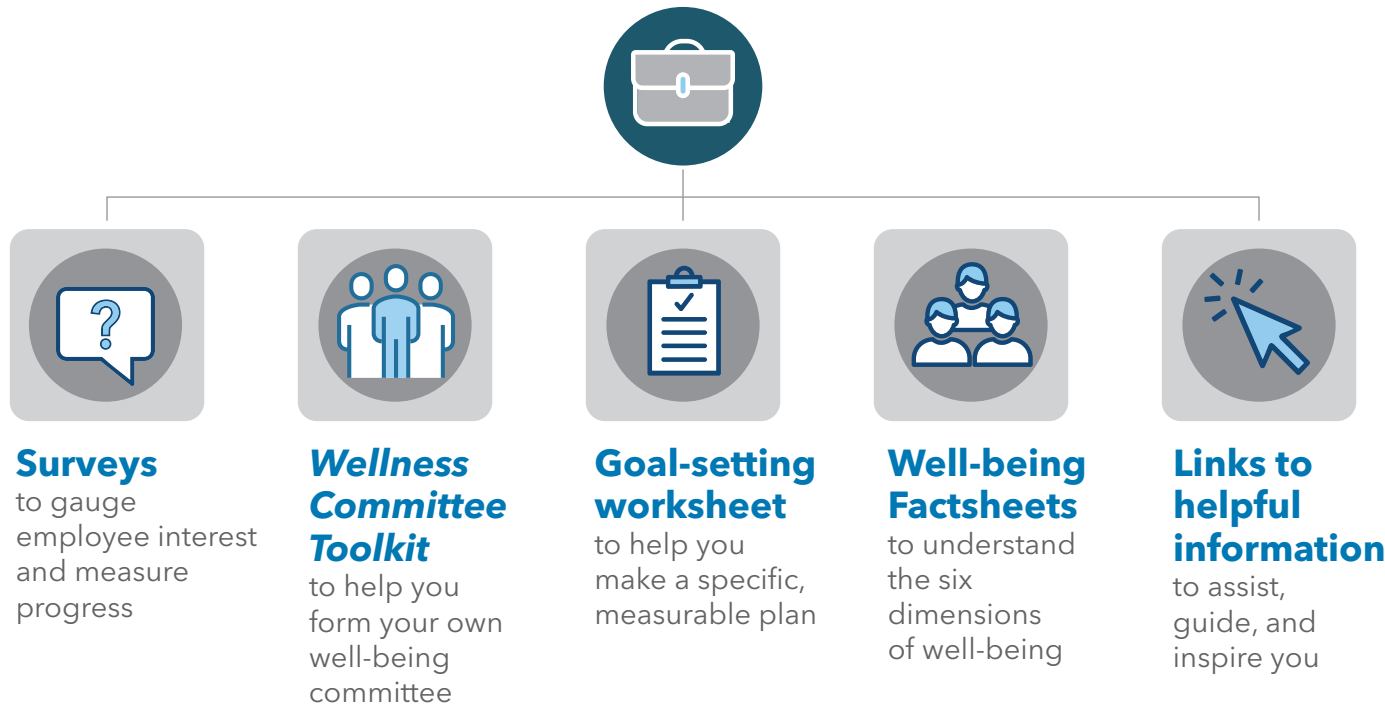 ?
Surveys
to gauge
employee interest
and measure
progress
Wellness
Committee
Toolkit
to help you
form your own
well-being
committee
Goal-setting
worksheet
to help you
make a specific,
measurable plan
Well-being
Factsheets
to understand
the six
dimensions
of well-being
Links to
helpful
information
to assist,
guide, and
inspire you